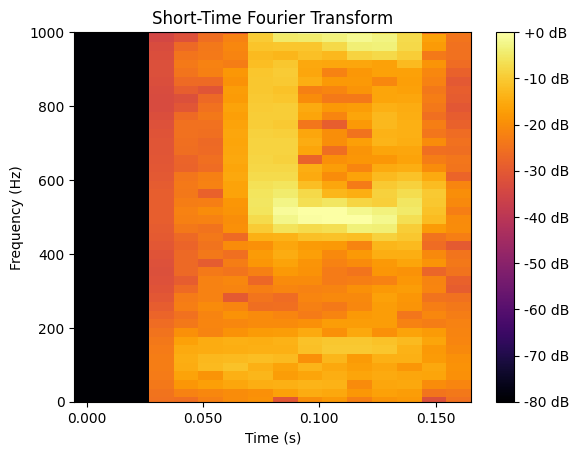 Short-Time Fourier Transform
Frequency (Hz)
1000
800
600
400
200
0
0.000
0.050
0.100
0.150
Time (s)
+0 dB
-10 dB
-20 dB
-30 dB
-40 dB
-50 dB
-60 dB
-70 dB
-80 dB